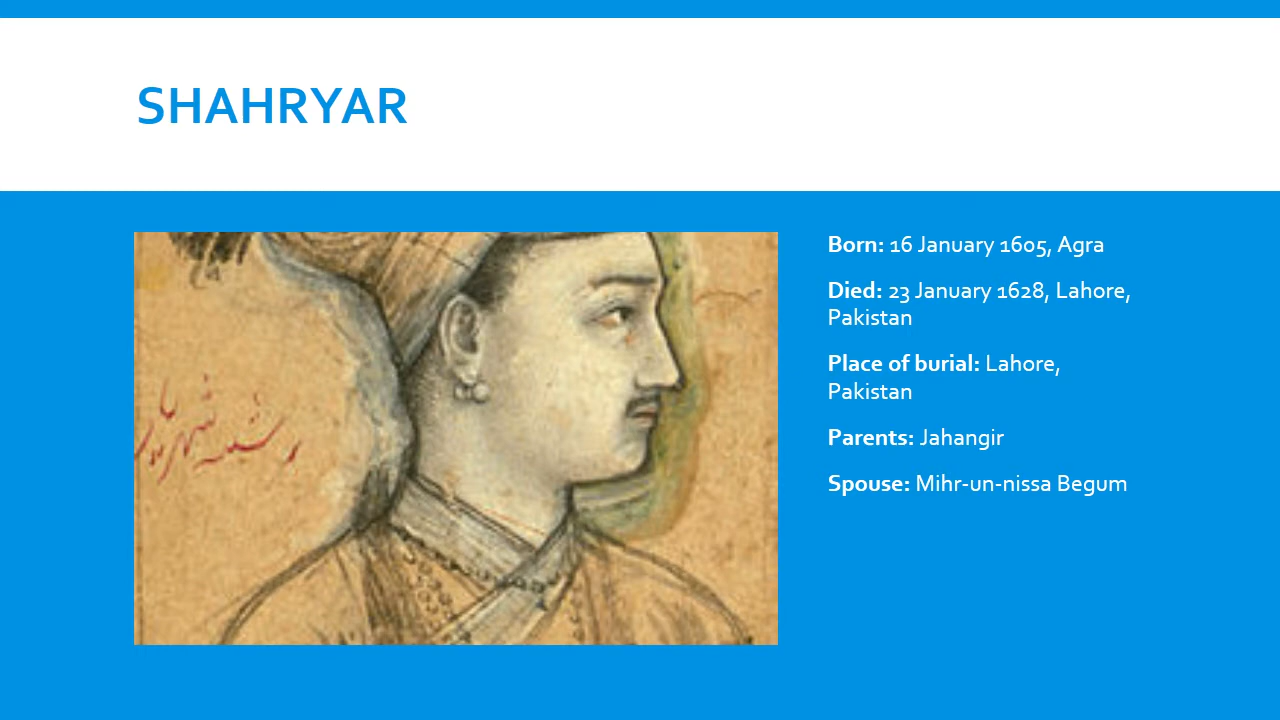 SHAHRYAR
Born: 16 January 1605, Agra
Died: 23 January 1628, Lahore,
Pakistan
Place of burial: Lahore,
Pakistan
Parents: Jahangir
Spouse: Mihr-un-nissa Begum